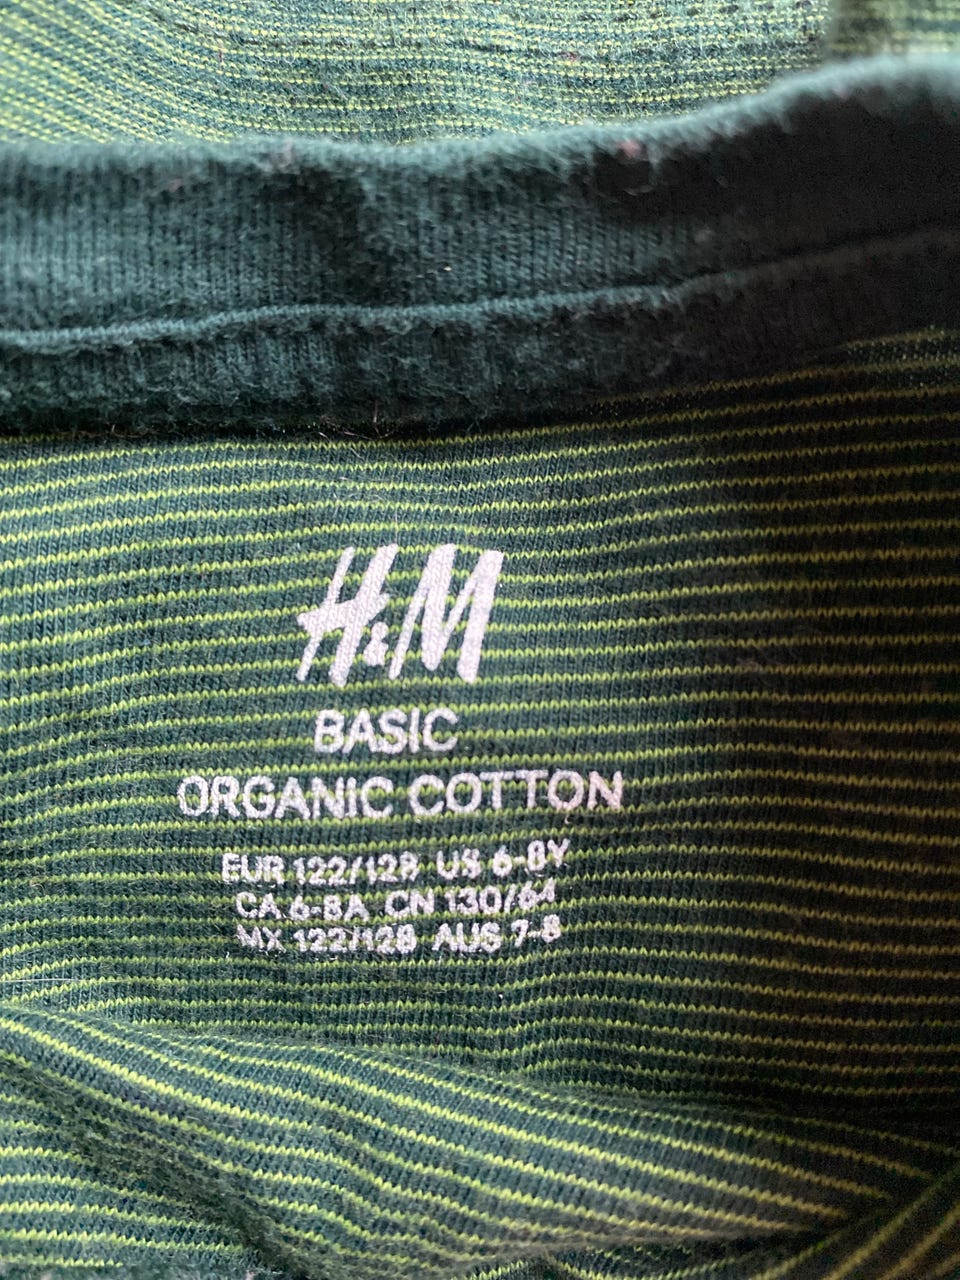 H&M
BASIC
ORGANIC COTTON
EUR 122/128 US 6-8Y
CA 6-8A CN 130/64
MX 122/128 AUS 7-8